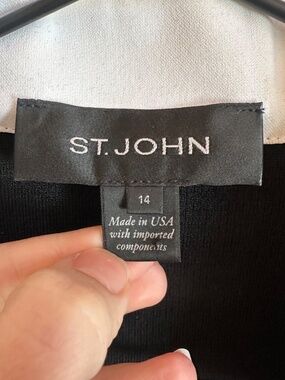 ST. JOHN
14
Made in USA
with imported
components